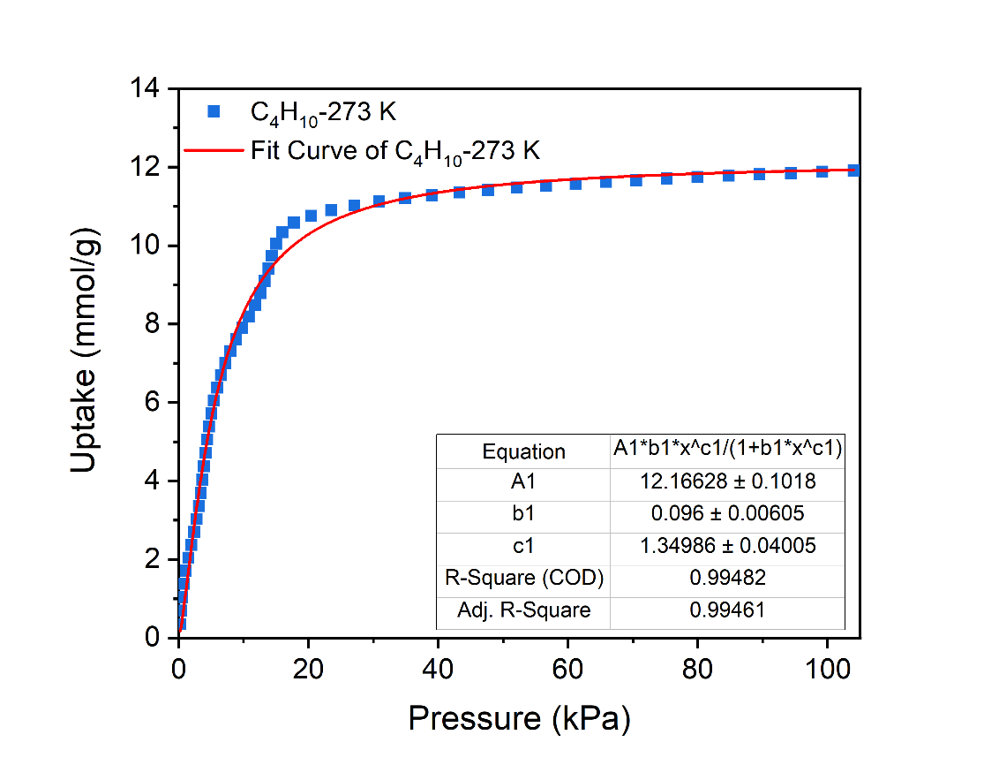 C4H10-273 K
Fit Curve of C4H10-273 K
14
12
10
8
6
4
2
0
Uptake (mmol/g)
Equation A1*b1*x^c1/(1+b1*x^c1)
A1 12.16628 ± 0.1018
b1 0.096 ± 0.00605
c1 1.34986 ± 0.04005
R-Square (COD) 0.99482
Adj. R-Square 0.99461
0 20 40 60 80 100
Pressure (kPa)